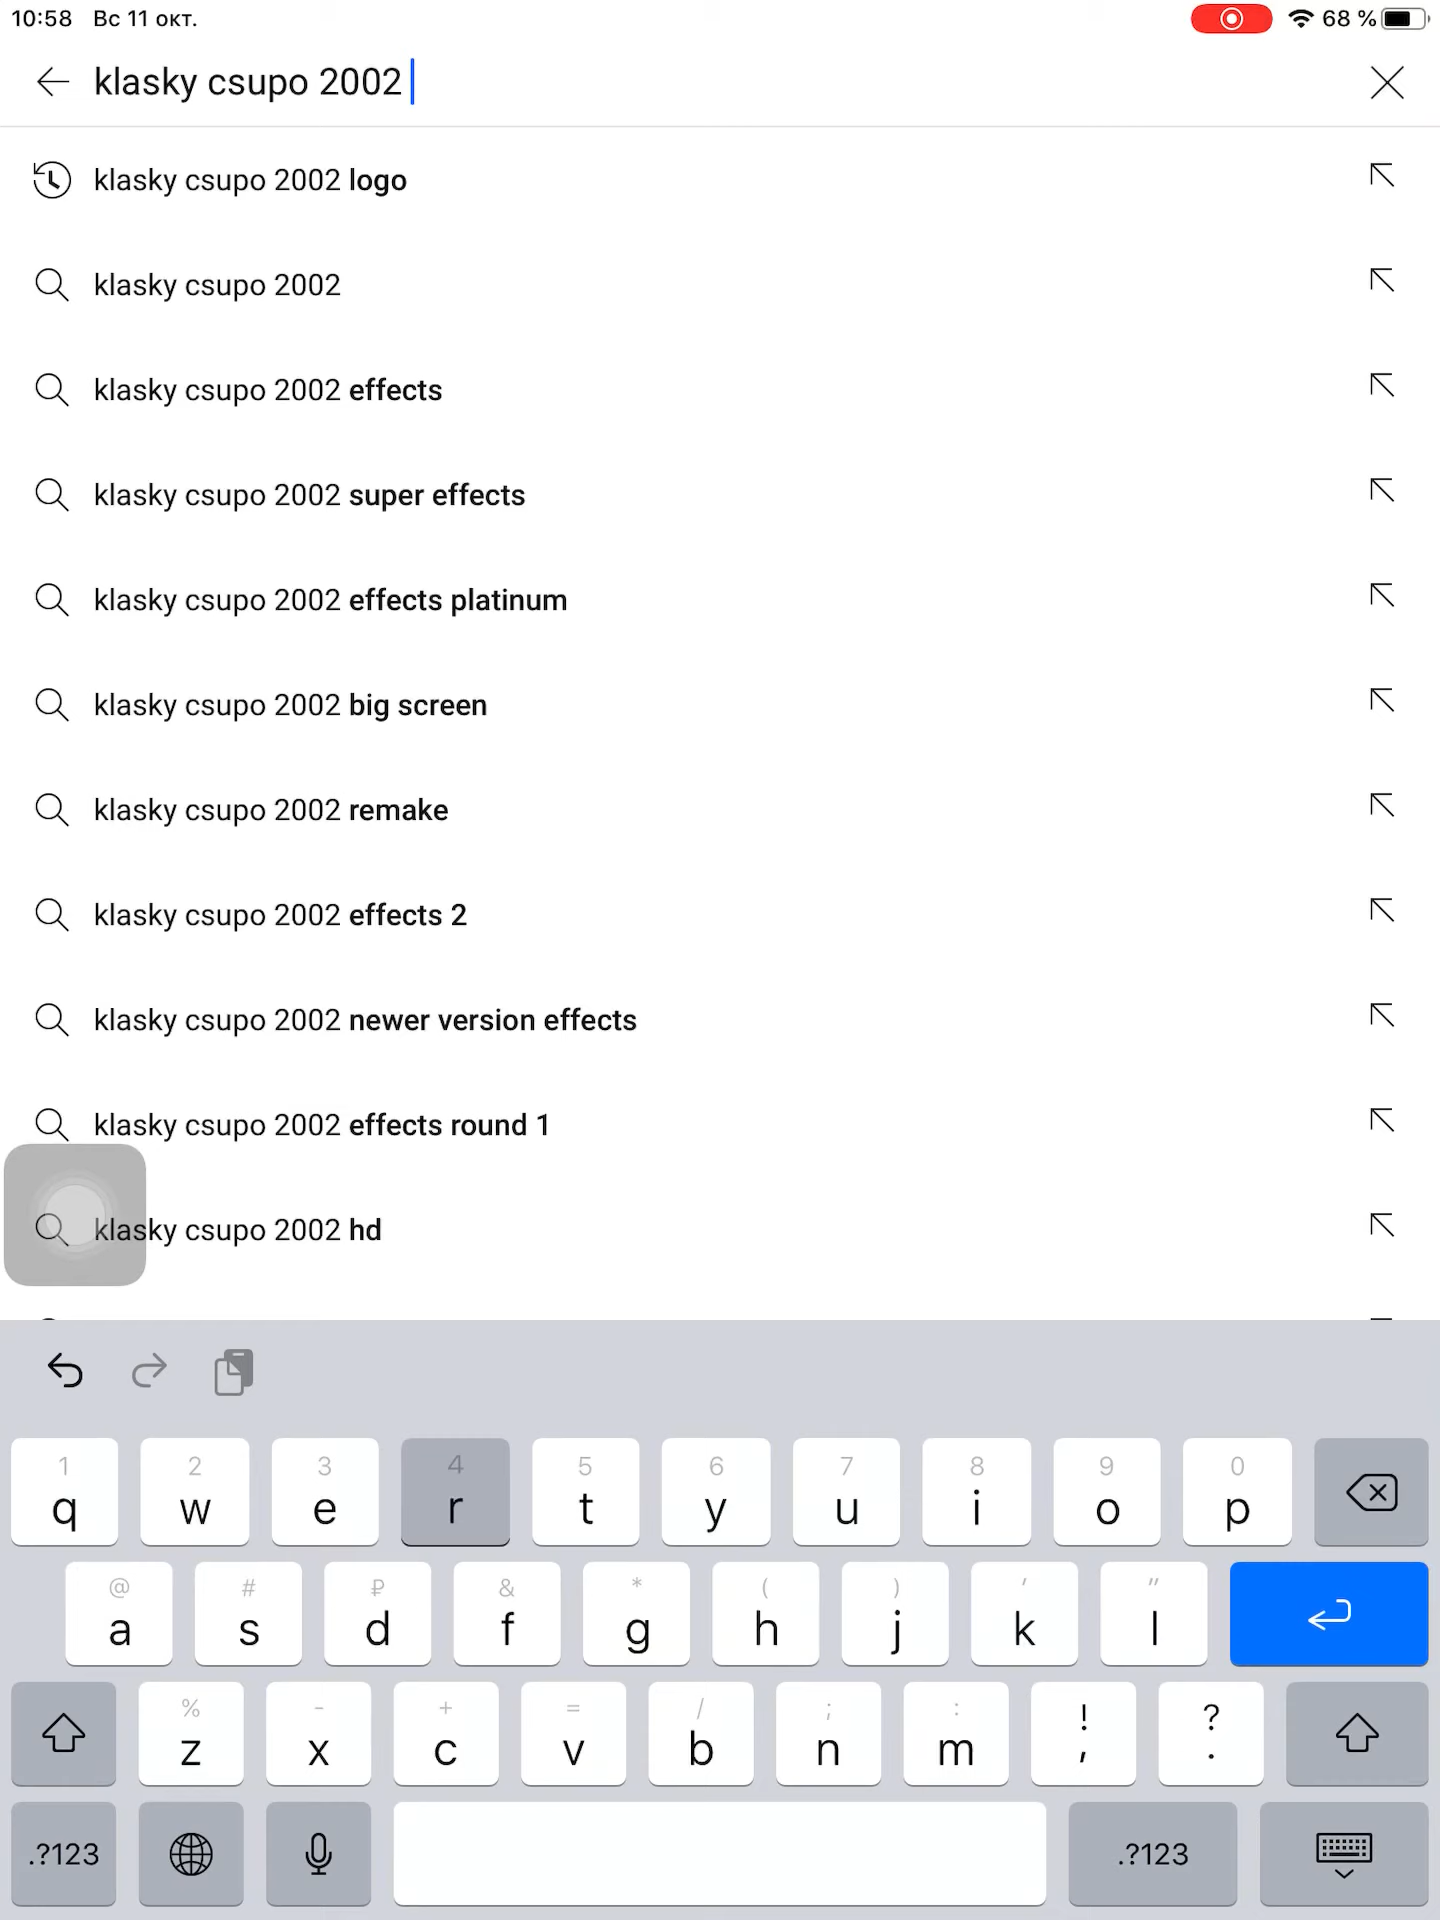 10:58 Вс 11 окт. 68 %
klasky csupo 2002
klasky csupo 2002 logo
klasky csupo 2002
klasky csupo 2002 effects
klasky csupo 2002 super effects
klasky csupo 2002 effects platinum
klasky csupo 2002 big screen
klasky csupo 2002 remake
klasky csupo 2002 effects 2
klasky csupo 2002 newer version effects
klasky csupo 2002 effects round 1
klasky csupo 2002 hd
1 2 3 4 5 6 7 8 9 0
q w e r t y u i o p
@ # ₽ & * ( ) ' "
a s d f g h j k l
% - + = / ; : ! ?
z x c v b n m , .
.?123 .?123